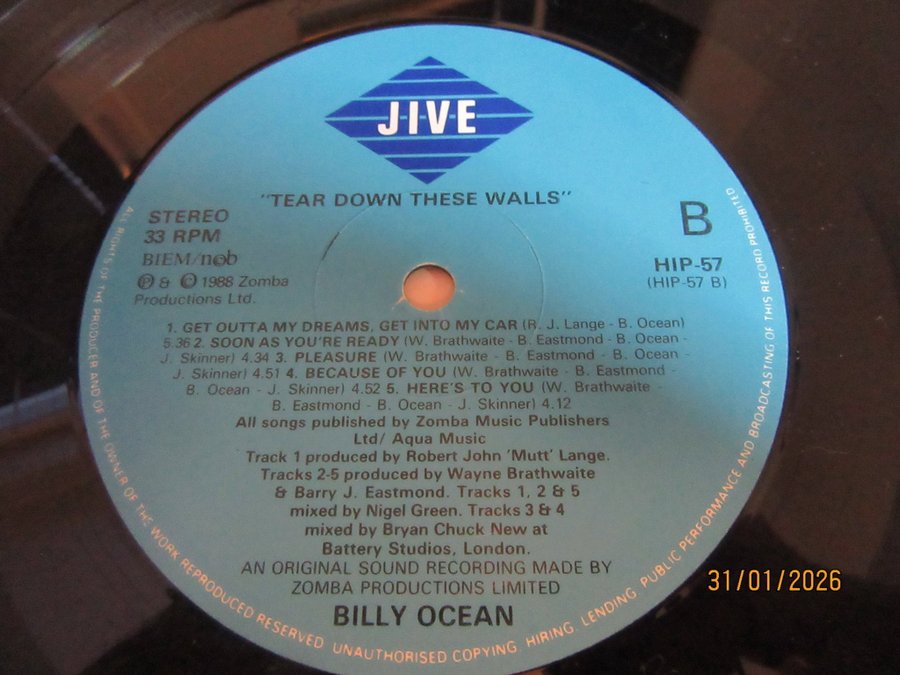 JIVE
"TEAR DOWN THESE WALLS"
STEREO
33 RPM
BIEM/nob
℗ & © 1988 Zomba
Productions Ltd.
B
HIP-57
(HIP-57 B)
1. GET OUTTA MY DREAMS, GET INTO MY CAR (R. J. Lange - B. Ocean)
5.36 2. SOON AS YOU'RE READY (W. Brathwaite - B. Eastmond - B. Ocean -
J. Skinner) 4.34 3. PLEASURE (W. Brathwaite - B. Eastmond - B. Ocean -
J. Skinner) 4.51 4. BECAUSE OF YOU (W. Brathwaite - B. Eastmond -
B. Ocean - J. Skinner) 4.52 5. HERE'S TO YOU (W. Brathwaite -
B. Eastmond - B. Ocean - J. Skinner) 4.12
All songs published by Zomba Music Publishers
Ltd/ Aqua Music
Track 1 produced by Robert John 'Mutt' Lange.
Tracks 2-5 produced by Wayne Brathwaite
& Barry J. Eastmond. Tracks 1, 2 & 5
mixed by Nigel Green. Tracks 3 & 4
mixed by Bryan Chuck New at
Battery Studios, London.
AN ORIGINAL SOUND RECORDING MADE BY
ZOMBA PRODUCTIONS LIMITED
BILLY OCEAN
ALL RIGHTS OF THE PRODUCER AND OF THE OWNER OF THE WORK REPRODUCED RESERVED. UNAUTHORISED COPYING, HIRING, LENDING, PUBLIC PERFORMANCE AND BROADCASTING OF THIS RECORD PROHIBITED
31/01/2026